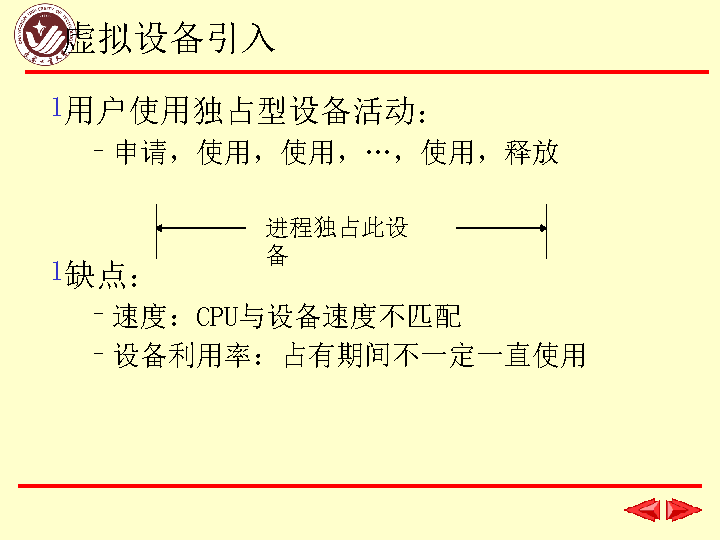 虚拟设备引入
l用户使用独占型设备活动：
–申请，使用，使用，…，使用，释放
进程独占此设
备
l缺点：
–速度：CPU与设备速度不匹配
–设备利用率：占有期间不一定一直使用